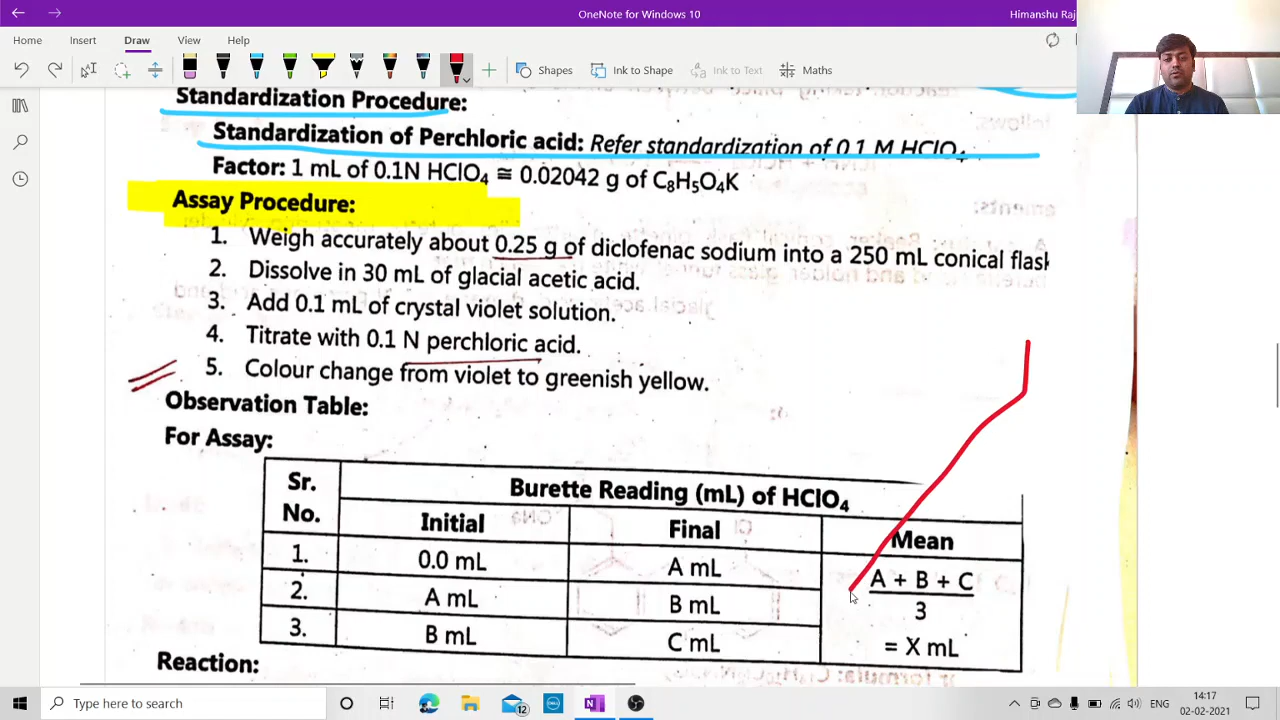 OneNote for Windows 10
Himanshu Raj
Home Insert Draw View Help
Shapes Ink to Shape Ink to Text Maths
Standardization Procedure:
Standardization of Perchloric acid: Refer standardization of 0.1 M HClO₄
Factor: 1 mL of 0.1N HClO₄ ≅ 0.02042 g of C₈H₅O₄K
Assay Procedure:
1. Weigh accurately about 0.25 g of diclofenac sodium into a 250 mL conical flask
2. Dissolve in 30 mL of glacial acetic acid.
3. Add 0.1 mL of crystal violet solution.
4. Titrate with 0.1 N perchloric acid.
5. Colour change from violet to greenish yellow.
Observation Table:
For Assay:
Sr. No. Burette Reading (mL) of HClO₄
Initial Final Mean
1. 0.0 mL A mL A + B + C
2. A mL B mL 3
3. B mL C mL = X mL
Reaction:
Type here to search
12
ENG
14:17
02-02-2021